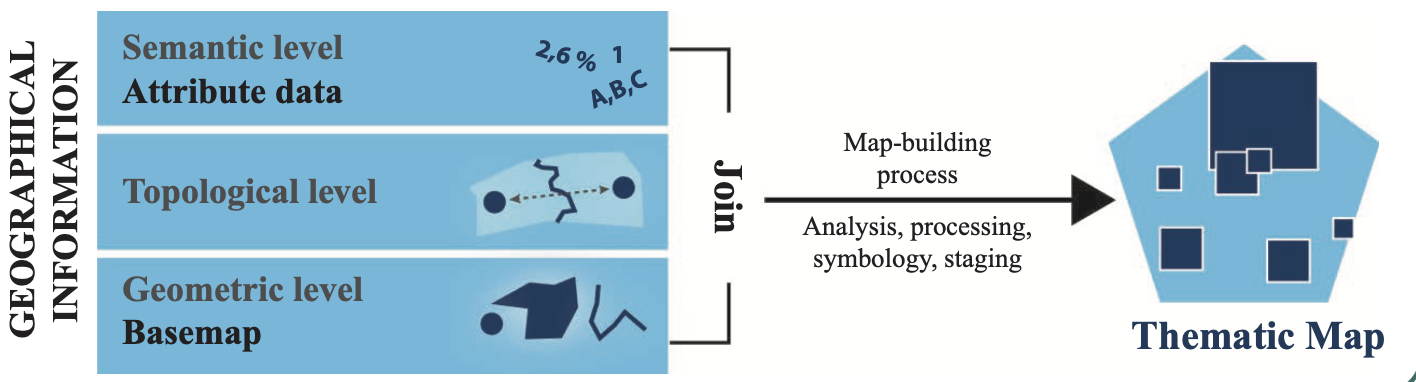 GEOGRAPHICAL
INFORMATION
Semantic level
Attribute data
2,6 % 1
A,B,C
Topological level
Geometric level
Basemap
Join
Map-building
process
Analysis, processing,
symbology, staging
Thematic Map